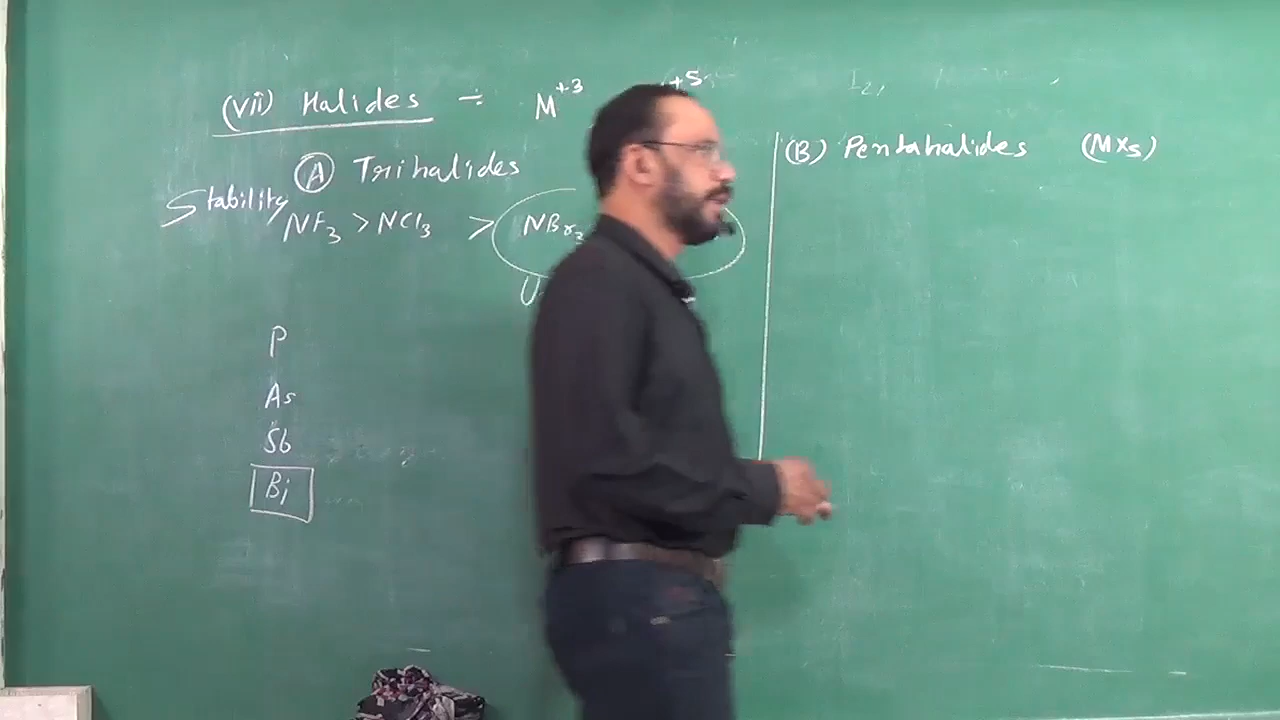 (vii) Halides ÷ M⁺³ +5
(A) Trihalides
Stability NF₃ > NCl₃ > NBr₃
P
As
Sb
Bi
(B) Pentahalides (MX₅)